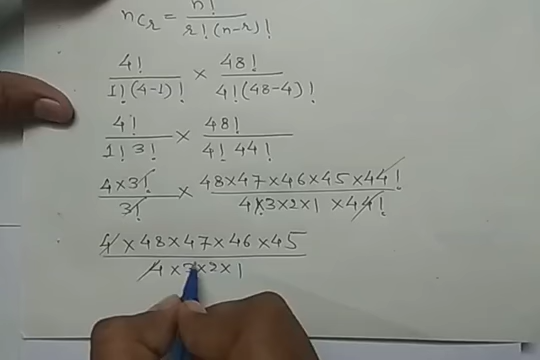 nCr = n! / r!(n-r)!
4! / 1!(4-1)! × 48! / 4!(48-4)!
4! / 1! 3! × 48! / 4! 44!
4×3! / 3! × 48×47×46×45×44! / 4×3×2×1 ×44!
4×48×47×46×45 / 4×3×2×1